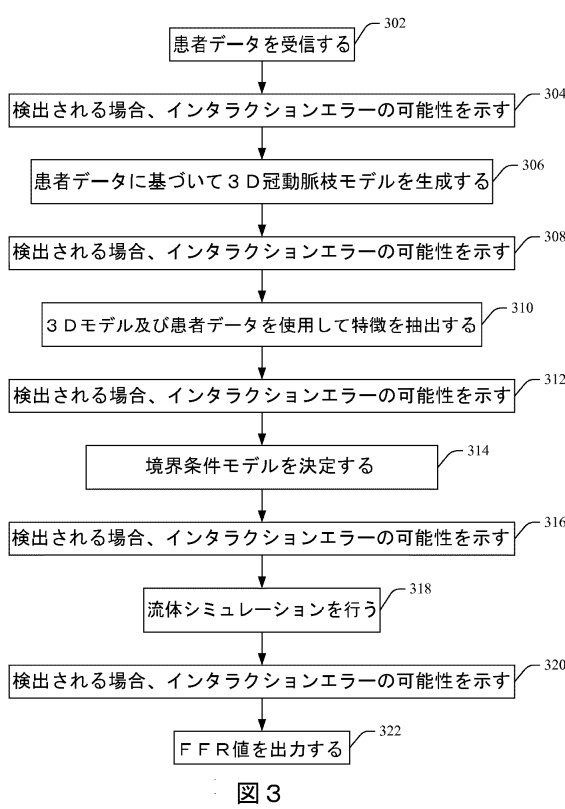 302
患者データを受信する
304
検出される場合、インタラクションエラーの可能性を示す
306
患者データに基づいて３Ｄ冠動脈枝モデルを生成する
308
検出される場合、インタラクションエラーの可能性を示す
310
３Ｄモデル及び患者データを使用して特徴を抽出する
312
検出される場合、インタラクションエラーの可能性を示す
314
境界条件モデルを決定する
316
検出される場合、インタラクションエラーの可能性を示す
318
流体シミュレーションを行う
320
検出される場合、インタラクションエラーの可能性を示す
322
ＦＦＲ値を出力する
図３